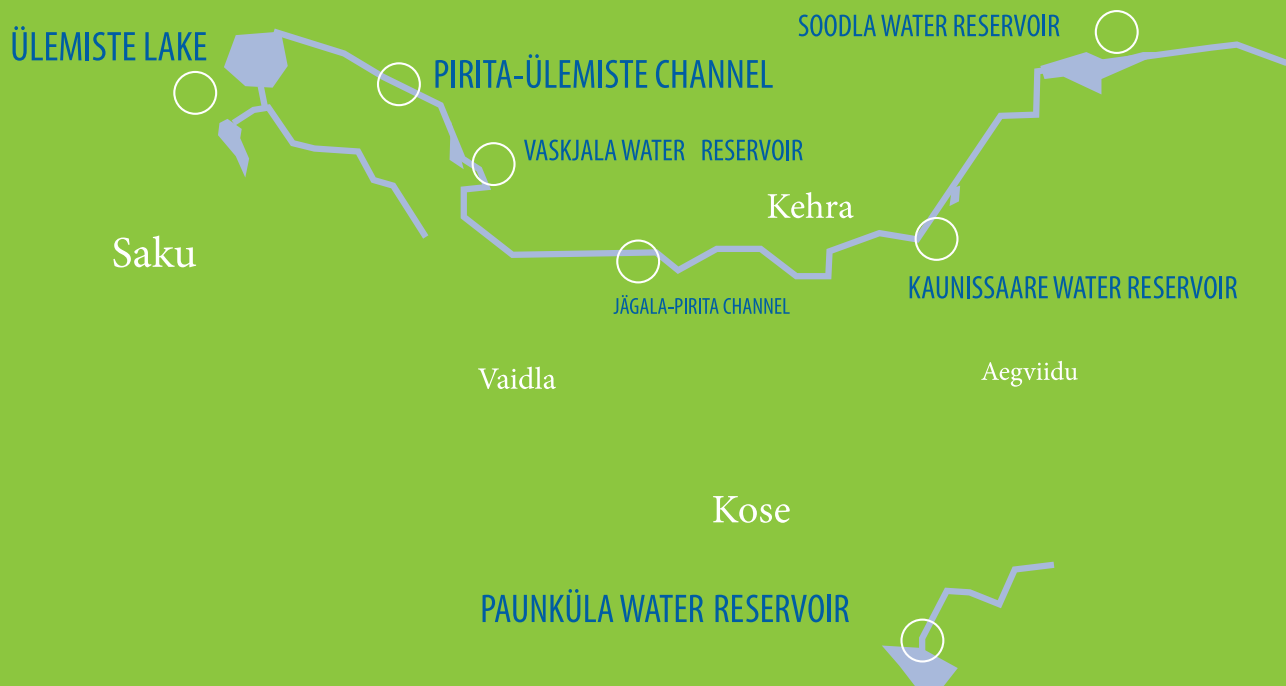 SOODLA WATER RESERVOIR
ÜLEMISTE LAKE
PIRITA-ÜLEMISTE CHANNEL
VASKJALA WATER RESERVOIR
Kehra
Saku
KAUNISSAARE WATER RESERVOIR
JÄGALA-PIRITA CHANNEL
Vaidla
Aegviidu
Kose
PAUNKÜLA WATER RESERVOIR